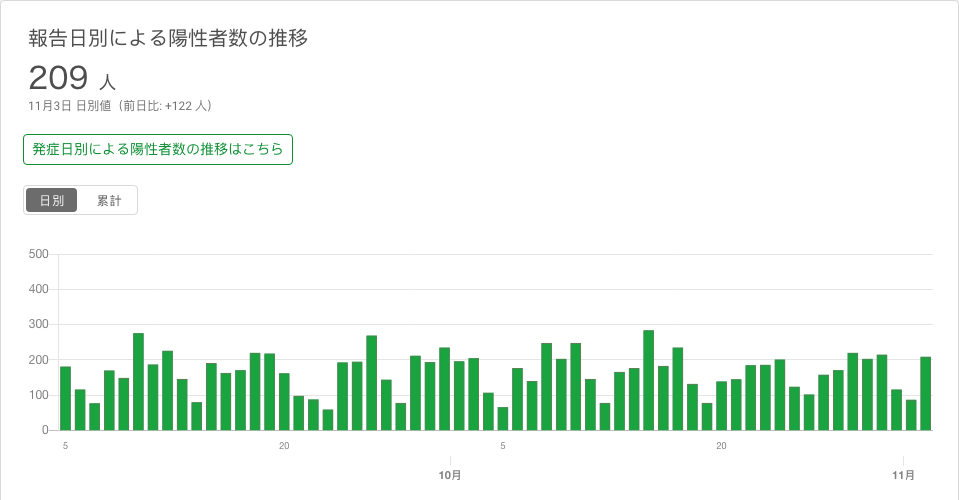 報告日別による陽性者数の推移
209 人
11月3日 日別値（前日比: +122 人）
発症日別による陽性者数の推移はこちら
日別 累計
500
400
300
200
100
0
5 20 5 20
10月 11月